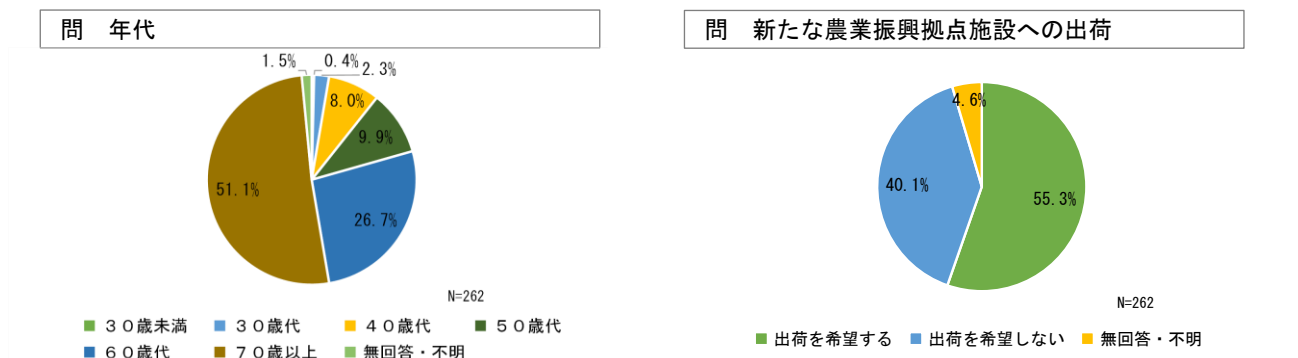 問　年代
1.5%
0.4%
2.3%
8.0%
9.9%
26.7%
51.1%
N=262
３０歳未満 ３０歳代 ４０歳代 ５０歳代
６０歳代 ７０歳以上 無回答・不明
問　新たな農業振興拠点施設への出荷
4.6%
40.1%
55.3%
N=262
出荷を希望する 出荷を希望しない 無回答・不明